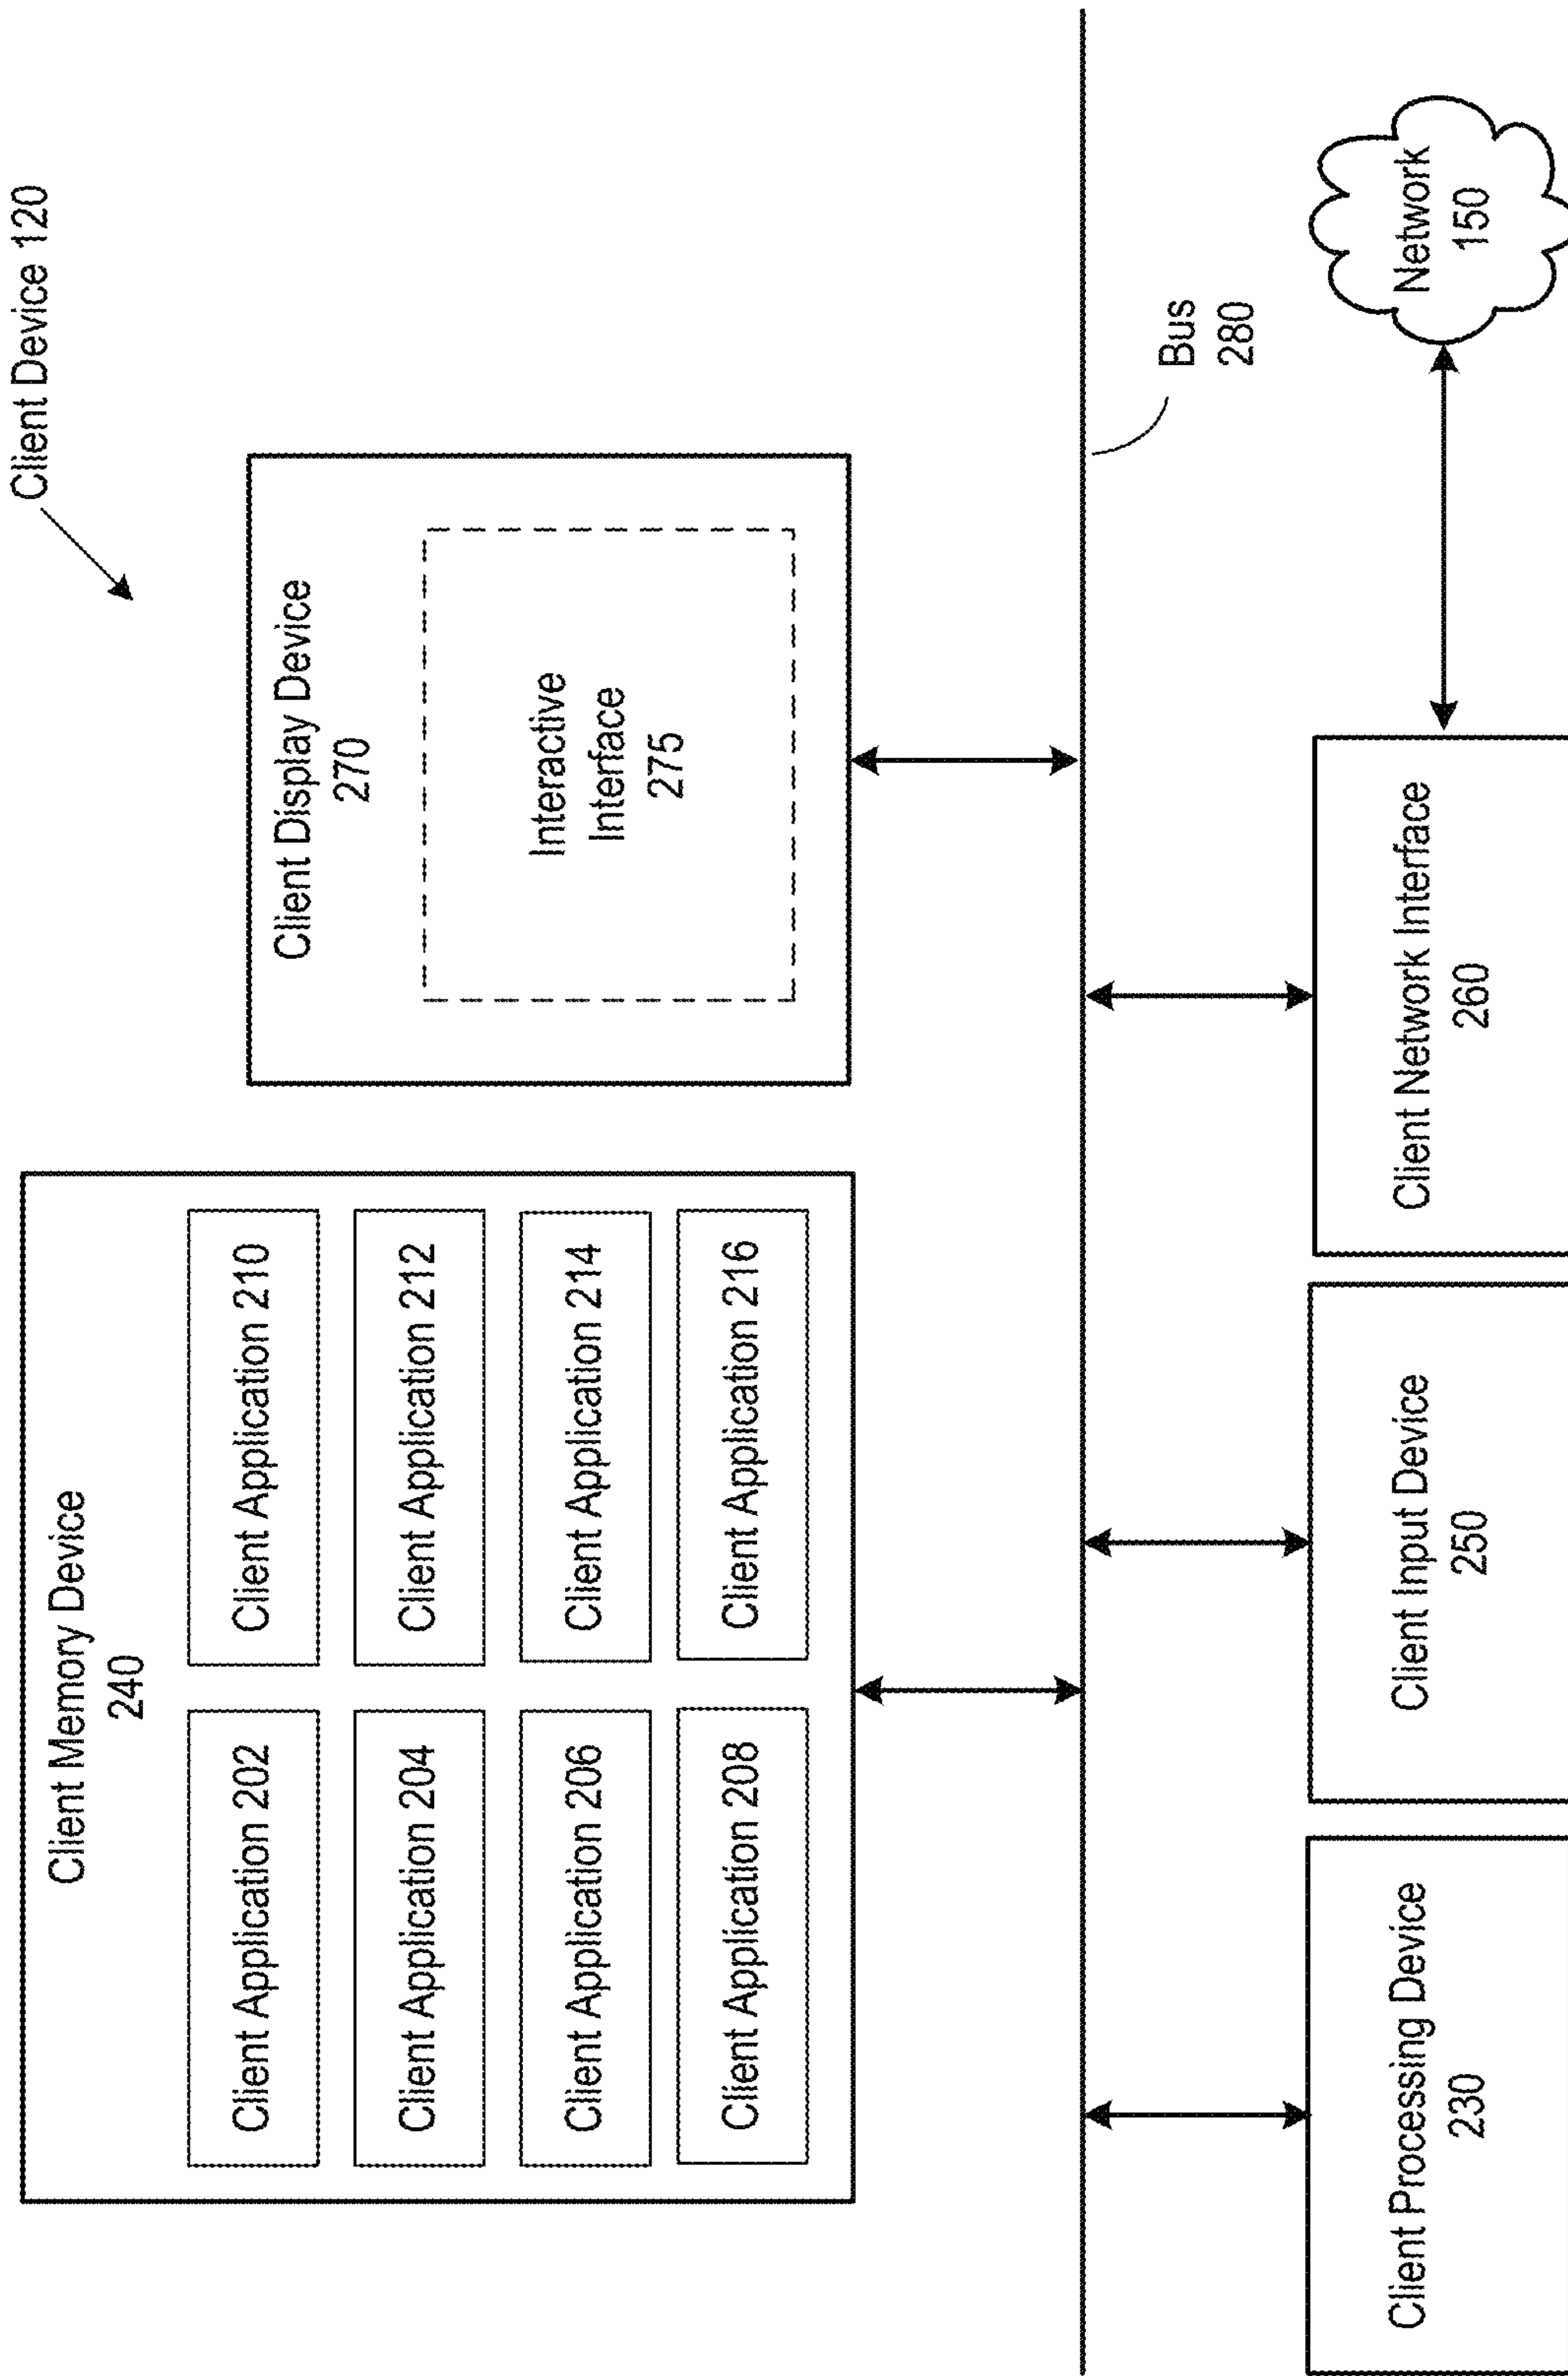 Client Device 120
Client Memory Device
240
Client Application 202
Client Application 210
Client Application 204
Client Application 212
Client Application 206
Client Application 214
Client Application 208
Client Application 216
Client Display Device
270
Interactive
Interface
275
Bus
280
Client Processing Device
230
Client Input Device
250
Client Network Interface
260
Network
150